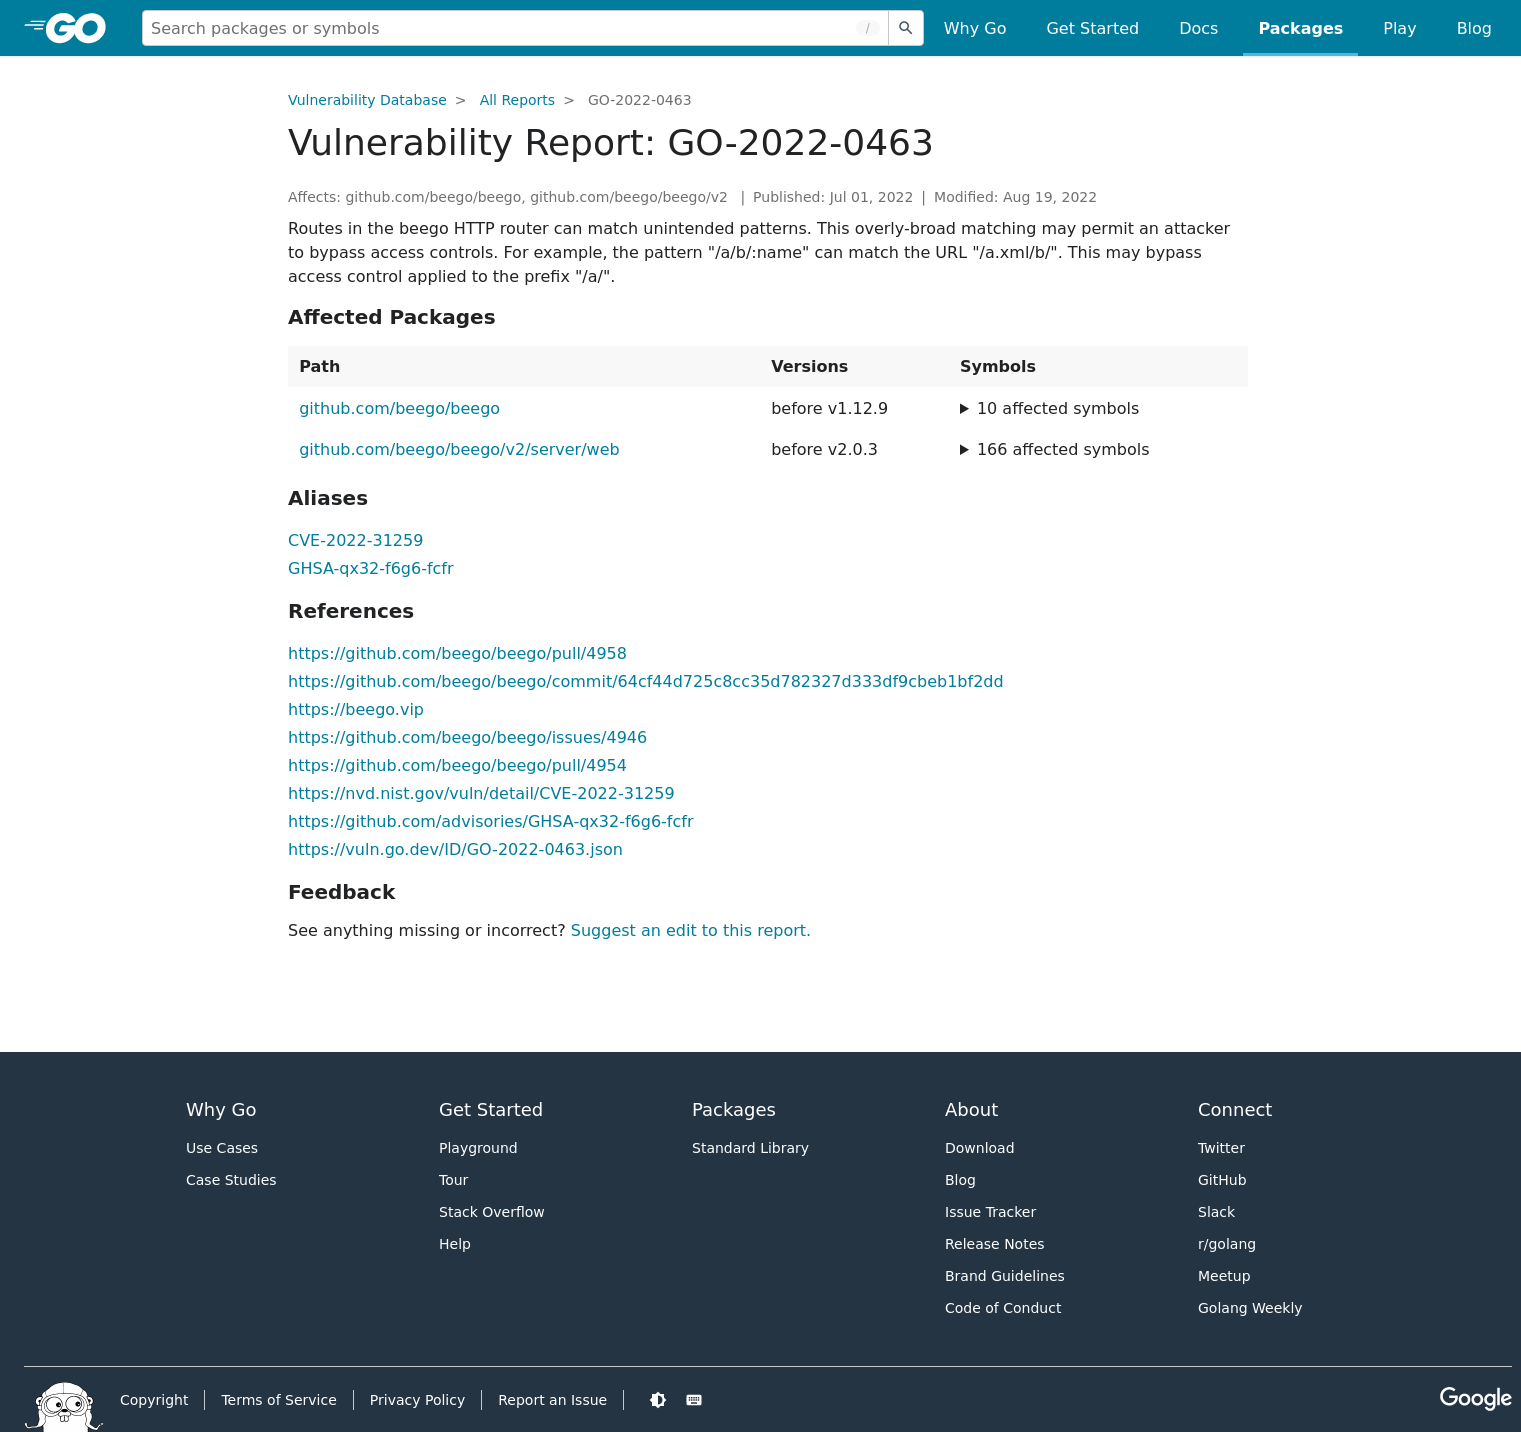 GO
Search packages or symbols
/
Why Go
Get Started
Docs
Packages
Play
Blog
Vulnerability Database > All Reports > GO-2022-0463
Vulnerability Report: GO-2022-0463
Affects: github.com/beego/beego, github.com/beego/beego/v2 | Published: Jul 01, 2022 | Modified: Aug 19, 2022
Routes in the beego HTTP router can match unintended patterns. This overly-broad matching may permit an attacker
to bypass access controls. For example, the pattern "/a/b/:name" can match the URL "/a.xml/b/". This may bypass
access control applied to the prefix "/a/".
Affected Packages
Path Versions Symbols
github.com/beego/beego before v1.12.9 ▶ 10 affected symbols
github.com/beego/beego/v2/server/web before v2.0.3 ▶ 166 affected symbols
Aliases
CVE-2022-31259
GHSA-qx32-f6g6-fcfr
References
https://github.com/beego/beego/pull/4958
https://github.com/beego/beego/commit/64cf44d725c8cc35d782327d333df9cbeb1bf2dd
https://beego.vip
https://github.com/beego/beego/issues/4946
https://github.com/beego/beego/pull/4954
https://nvd.nist.gov/vuln/detail/CVE-2022-31259
https://github.com/advisories/GHSA-qx32-f6g6-fcfr
https://vuln.go.dev/ID/GO-2022-0463.json
Feedback
See anything missing or incorrect? Suggest an edit to this report.
Why Go
Use Cases
Case Studies
Get Started
Playground
Tour
Stack Overflow
Help
Packages
Standard Library
About
Download
Blog
Issue Tracker
Release Notes
Brand Guidelines
Code of Conduct
Connect
Twitter
GitHub
Slack
r/golang
Meetup
Golang Weekly
Copyright
Terms of Service
Privacy Policy
Report an Issue
Google